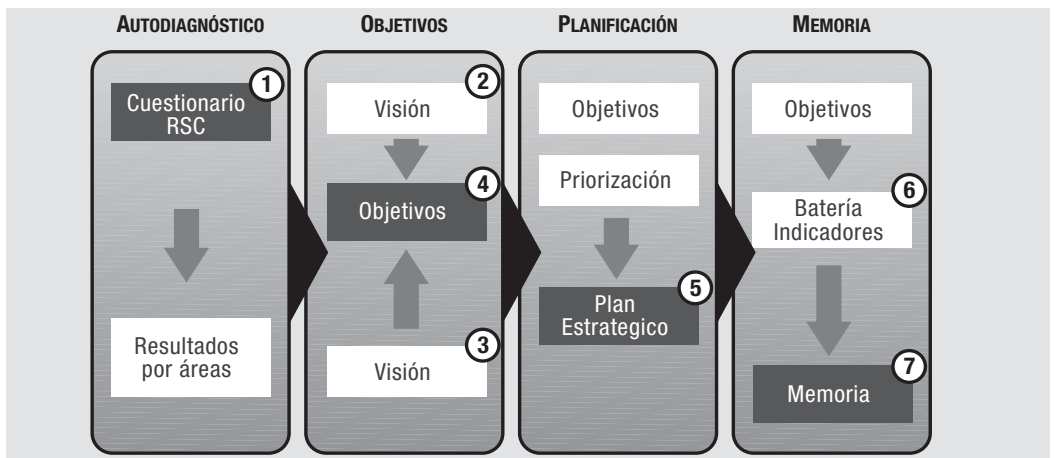 AUTODIAGNÓSTICO
1
Cuestionario
RSC
Resultados
por áreas
OBJETIVOS
2
Visión
4
Objetivos
3
Visión
PLANIFICACIÓN
Objetivos
Priorización
5
Plan
Estrategico
MEMORIA
Objetivos
6
Batería
Indicadores
7
Memoria